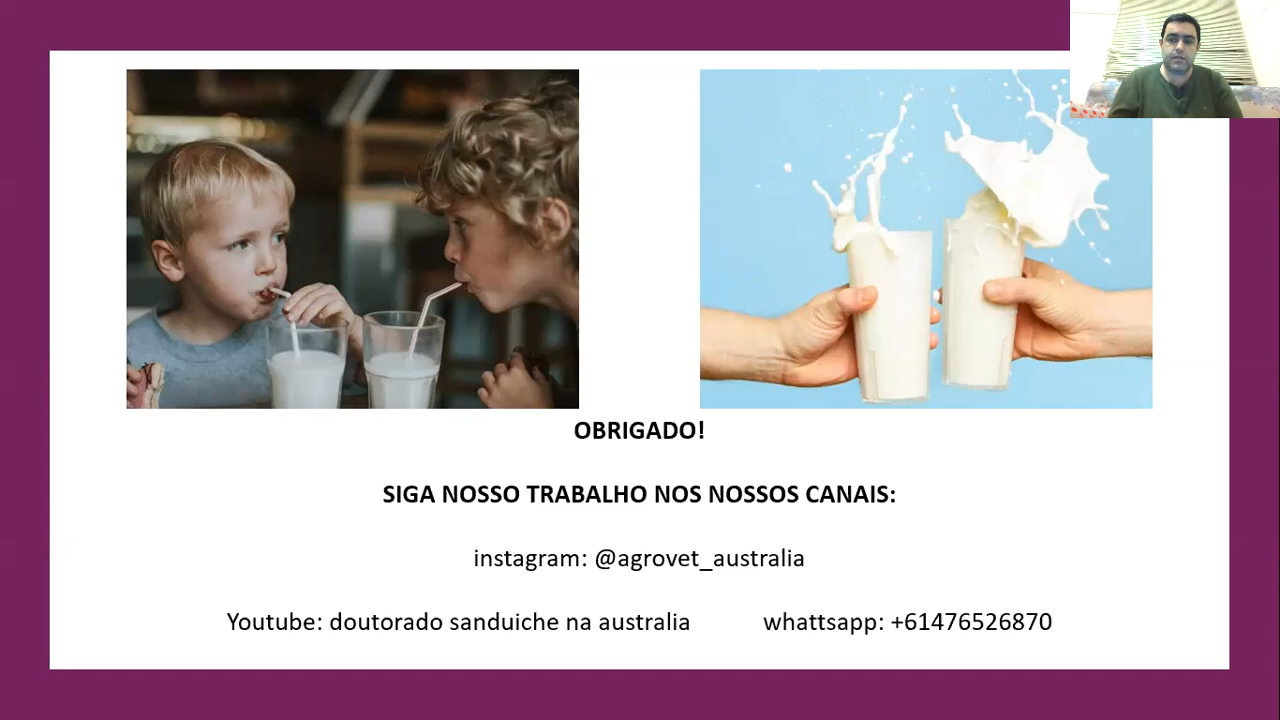 OBRIGADO!
SIGA NOSSO TRABALHO NOS NOSSOS CANAIS:
instagram: @agrovet_australia
Youtube: doutorado sanduiche na australia whattsapp: +61476526870